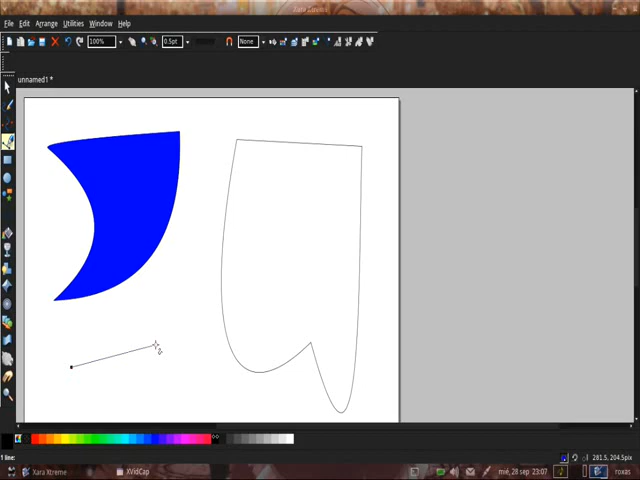 Xara Xtreme
File Edit Arrange Utilities Window Help
100% 0.5pt None
unnamed1 *
1 line: 281.5, 204.5pix
Xara Xtreme XVidCap mié, 28 sep 23:07 roxas